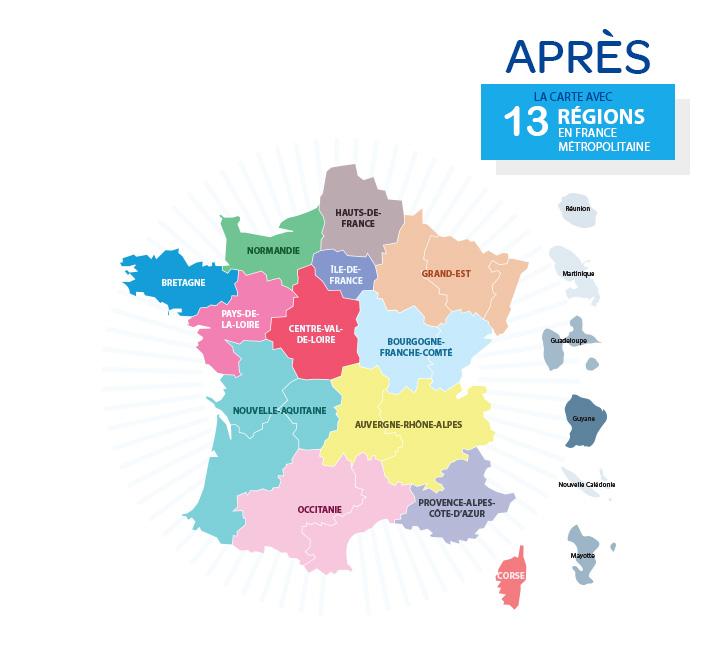 APRÈS
LA CARTE AVEC
13 RÉGIONS
EN FRANCE
MÉTROPOLITAINE
HAUTS-DE-
FRANCE
NORMANDIE
ÎLE-DE-
FRANCE
GRAND-EST
BRETAGNE
PAYS-DE-
LA-LOIRE
CENTRE-VAL-
DE-LOIRE
BOURGOGNE-
FRANCHE-COMTÉ
NOUVELLE-AQUITAINE
AUVERGNE-RHÔNE-ALPES
OCCITANIE
PROVENCE-ALPES-
CÔTE-D'AZUR
CORSE
Réunion
Martinique
Guadeloupe
Guyane
Nouvelle Calédonie
Mayotte